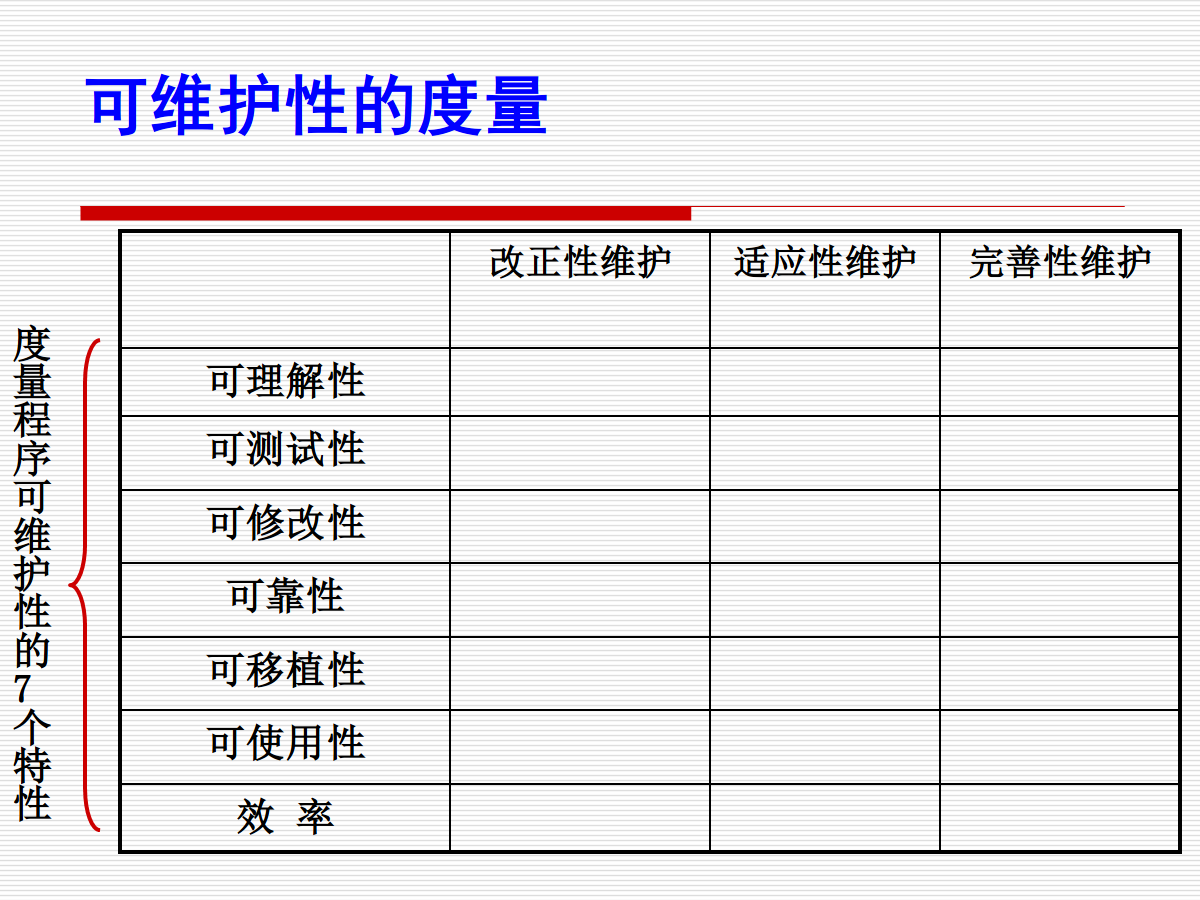 可维护性的度量
改正性维护 适应性维护 完善性维护
度量程序可维护性的7个特性
可理解性
可测试性
可修改性
可靠性
可移植性
可使用性
效 率